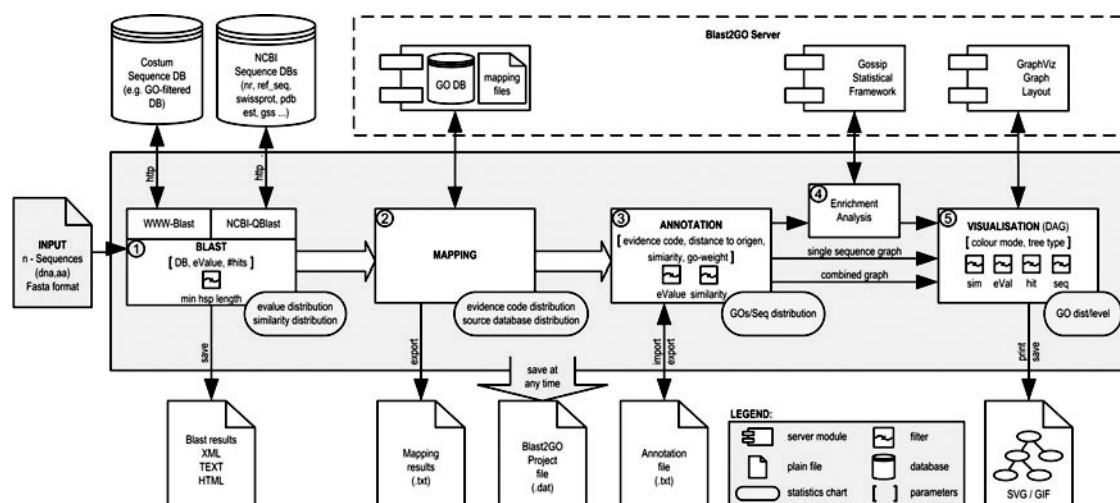 Blast2GO Server
Costum
Sequence DB
(e.g. GO-filtered
DB)
NCBI
Sequence DBs
(nr, ref_seq,
swissprot, pdb
est, gss ...)
GO DB
mapping
files
Gossip
Statistical
Framework
GraphViz
Graph
Layout
http
http
INPUT
n - Sequences
(dna,aa)
Fasta format
WWW-Blast
NCBI-QBlast
1
BLAST
[ DB, eValue, #hits ]
min hsp length
evalue distribution
similarity distribution
2
MAPPING
evidence code distribution
source database distribution
3
ANNOTATION
[ evidence code, distance to origen,
simiarity, go-weight ]
eValue similarity
GOs/Seq distribution
4
Enrichment
Analysis
single sequence graph
combined graph
5
VISUALISATION (DAG)
[ colour mode, tree type ]
sim eVal hit seq
GO dist/level
save
export
save at
any time
import
export
print
save
Blast results
XML
TEXT
HTML
Mapping
results
(.txt)
Blast2GO
Project
file
(.dat)
Annotation
file
(.txt)
LEGEND:
server module
filter
plain file
database
statistics chart
[ ] parameters
SVG / GIF